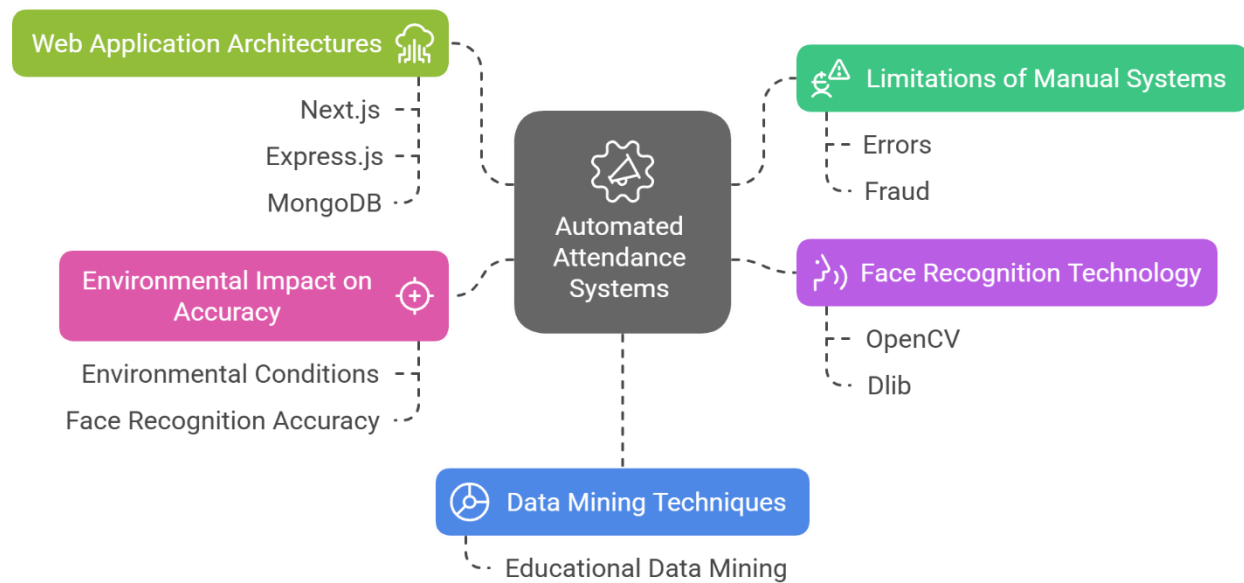 Web Application Architectures
Next.js
Express.js
MongoDB
Environmental Impact on
Accuracy
Environmental Conditions
Face Recognition Accuracy
Automated
Attendance
Systems
Limitations of Manual Systems
Errors
Fraud
Face Recognition Technology
OpenCV
Dlib
Data Mining Techniques
Educational Data Mining